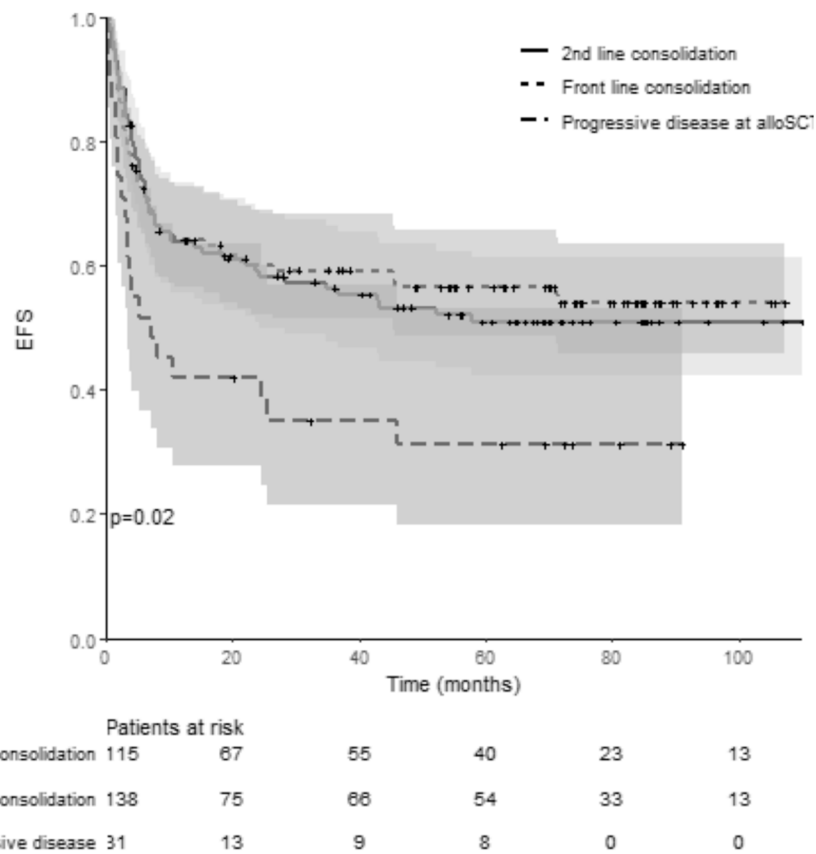 1.0
2nd line consolidation
Front line consolidation
Progressive disease at alloSCT
0.8
0.6
EFS
0.4
0.2
p=0.02
0.0
0 20 40 60 80 100
Time (months)
Patients at risk
onsolidation 115 67 55 40 23 13
onsolidation 138 75 66 54 33 13
sive disease 31 13 9 8 0 0